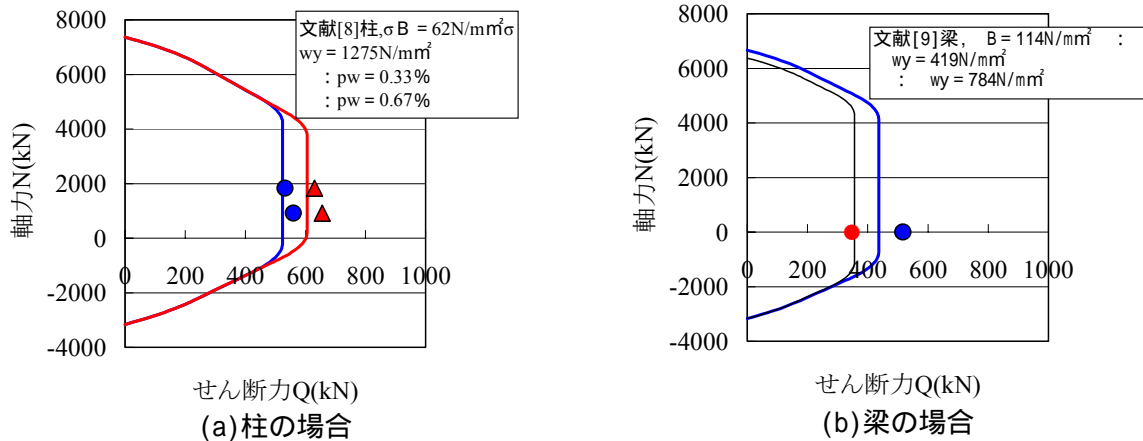 8000
6000
4000
2000
0
-2000
-4000
軸力N(kN)
0 200 400 600 800 1000
文献[8]柱,σB = 62N/mm²σ
wy = 1275N/mm²
: pw = 0.33%
: pw = 0.67%
せん断力Q(kN)
(a)柱の場合
8000
6000
4000
2000
0
-2000
-4000
軸力N(kN)
0 200 400 600 800 1000
文献[9]梁, B = 114N/mm² :
wy = 419N/mm²
: wy = 784N/mm²
せん断力Q(kN)
(b)梁の場合